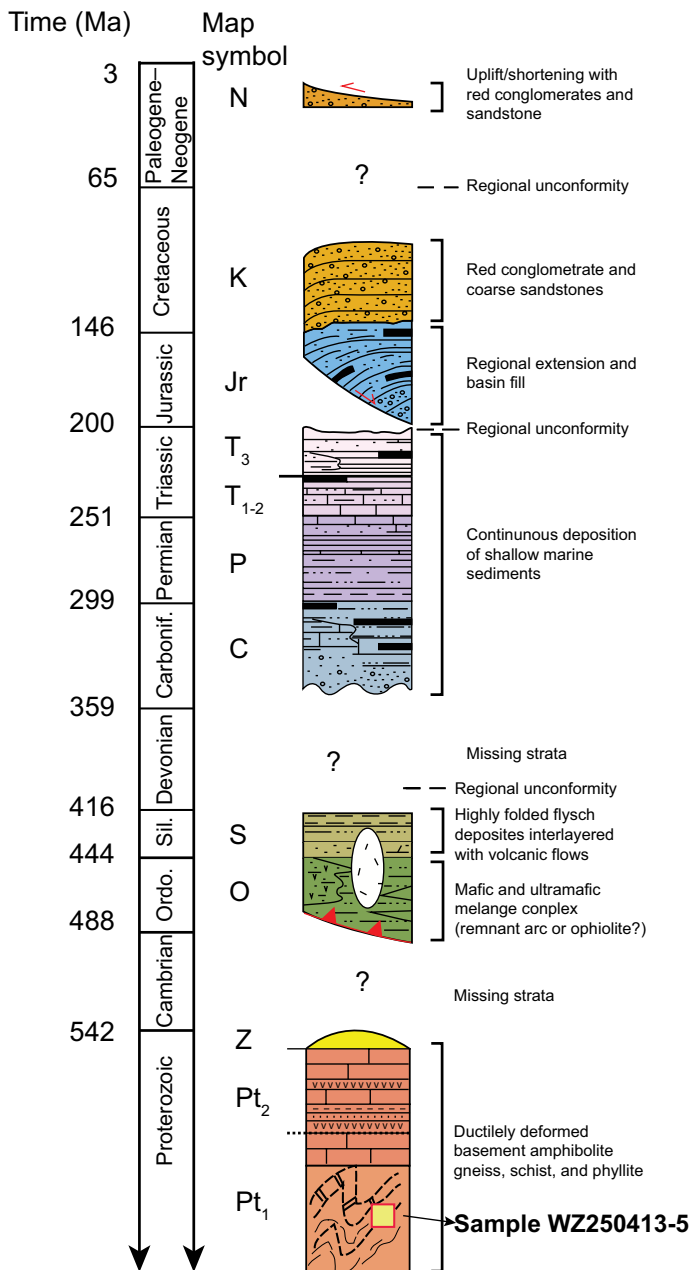 Time (Ma)
Map
symbol
3
Paleogene–
Neogene
N
Uplift/shortening with
red conglomerates and
sandstone
?
65
Regional unconformity
Cretaceous
K
Red conglometrate and
coarse sandstones
146
Jurassic
Jr
Regional extension and
basin fill
200
Regional unconformity
Triassic
T3
T1-2
251
Permian
P
Continunous deposition
of shallow marine
sediments
299
Carbonif.
C
359
Devonian
?
Missing strata
Regional unconformity
416
Sil.
S
Highly folded flysch
deposites interlayered
with volcanic flows
444
Ordo.
O
Mafic and ultramafic
melange conplex
(remnant arc or ophiolite?)
488
Cambrian
?
Missing strata
542
Z
Proterozoic
Pt2
Ductilely deformed
basement amphibolite
gneiss, schist, and phyllite
Pt1
Sample WZ250413-5